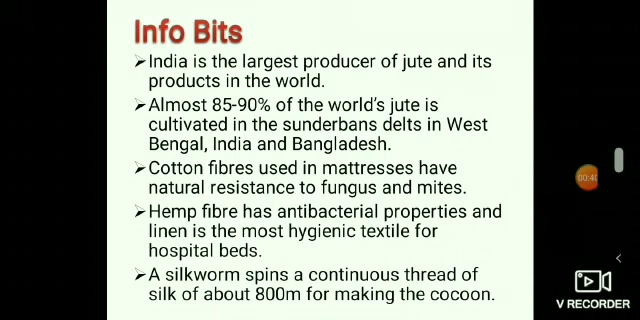 Info Bits
➢India is the largest producer of jute and its
products in the world.
➢Almost 85-90% of the world's jute is
cultivated in the sunderbans delts in West
Bengal, India and Bangladesh.
➢Cotton fibres used in mattresses have
natural resistance to fungus and mites.
➢Hemp fibre has antibacterial properties and
linen is the most hygienic textile for
hospital beds.
➢A silkworm spins a continuous thread of
silk of about 800m for making the cocoon.
00:40
V RECORDER